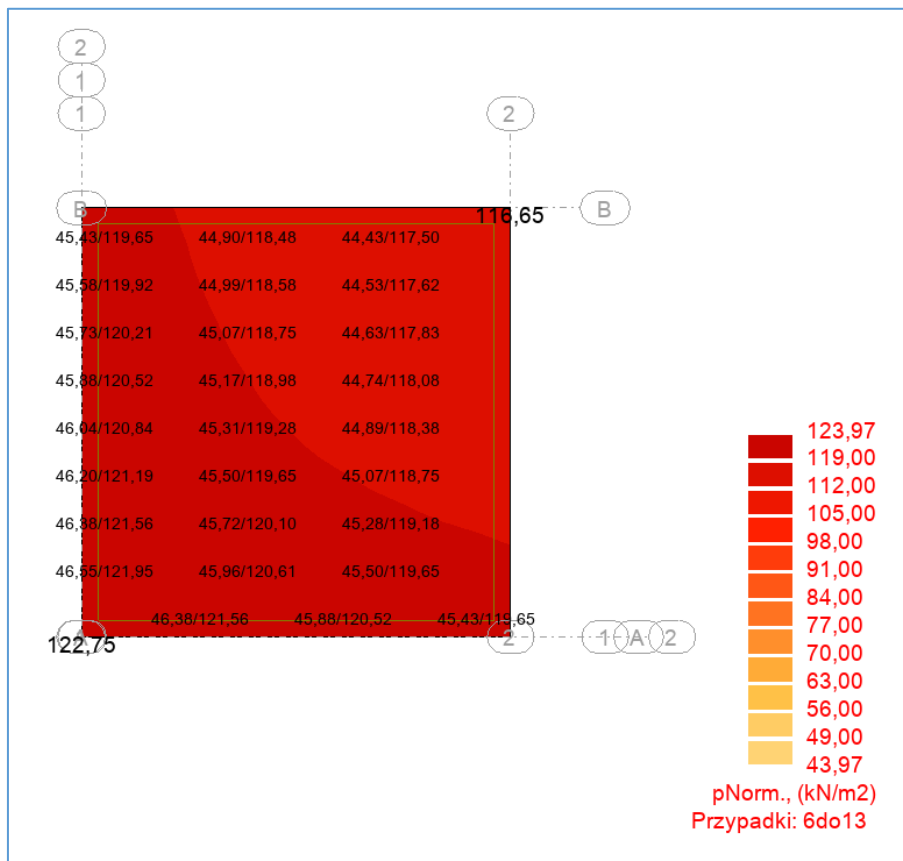 2
1
1
2
B
B
116,65
45,43/119,65 44,90/118,48 44,43/117,50
45,58/119,92 44,99/118,58 44,53/117,62
45,73/120,21 45,07/118,75 44,63/117,83
45,88/120,52 45,17/118,98 44,74/118,08
46,04/120,84 45,31/119,28 44,89/118,38
46,20/121,19 45,50/119,65 45,07/118,75
46,38/121,56 45,72/120,10 45,28/119,18
46,55/121,95 45,96/120,61 45,50/119,65
46,38/121,56 45,88/120,52 45,43/119,65
A
122,75
2
1 A 2
123,97
119,00
112,00
105,00
98,00
91,00
84,00
77,00
70,00
63,00
56,00
49,00
43,97
pNorm., (kN/m2)
Przypadki: 6do13